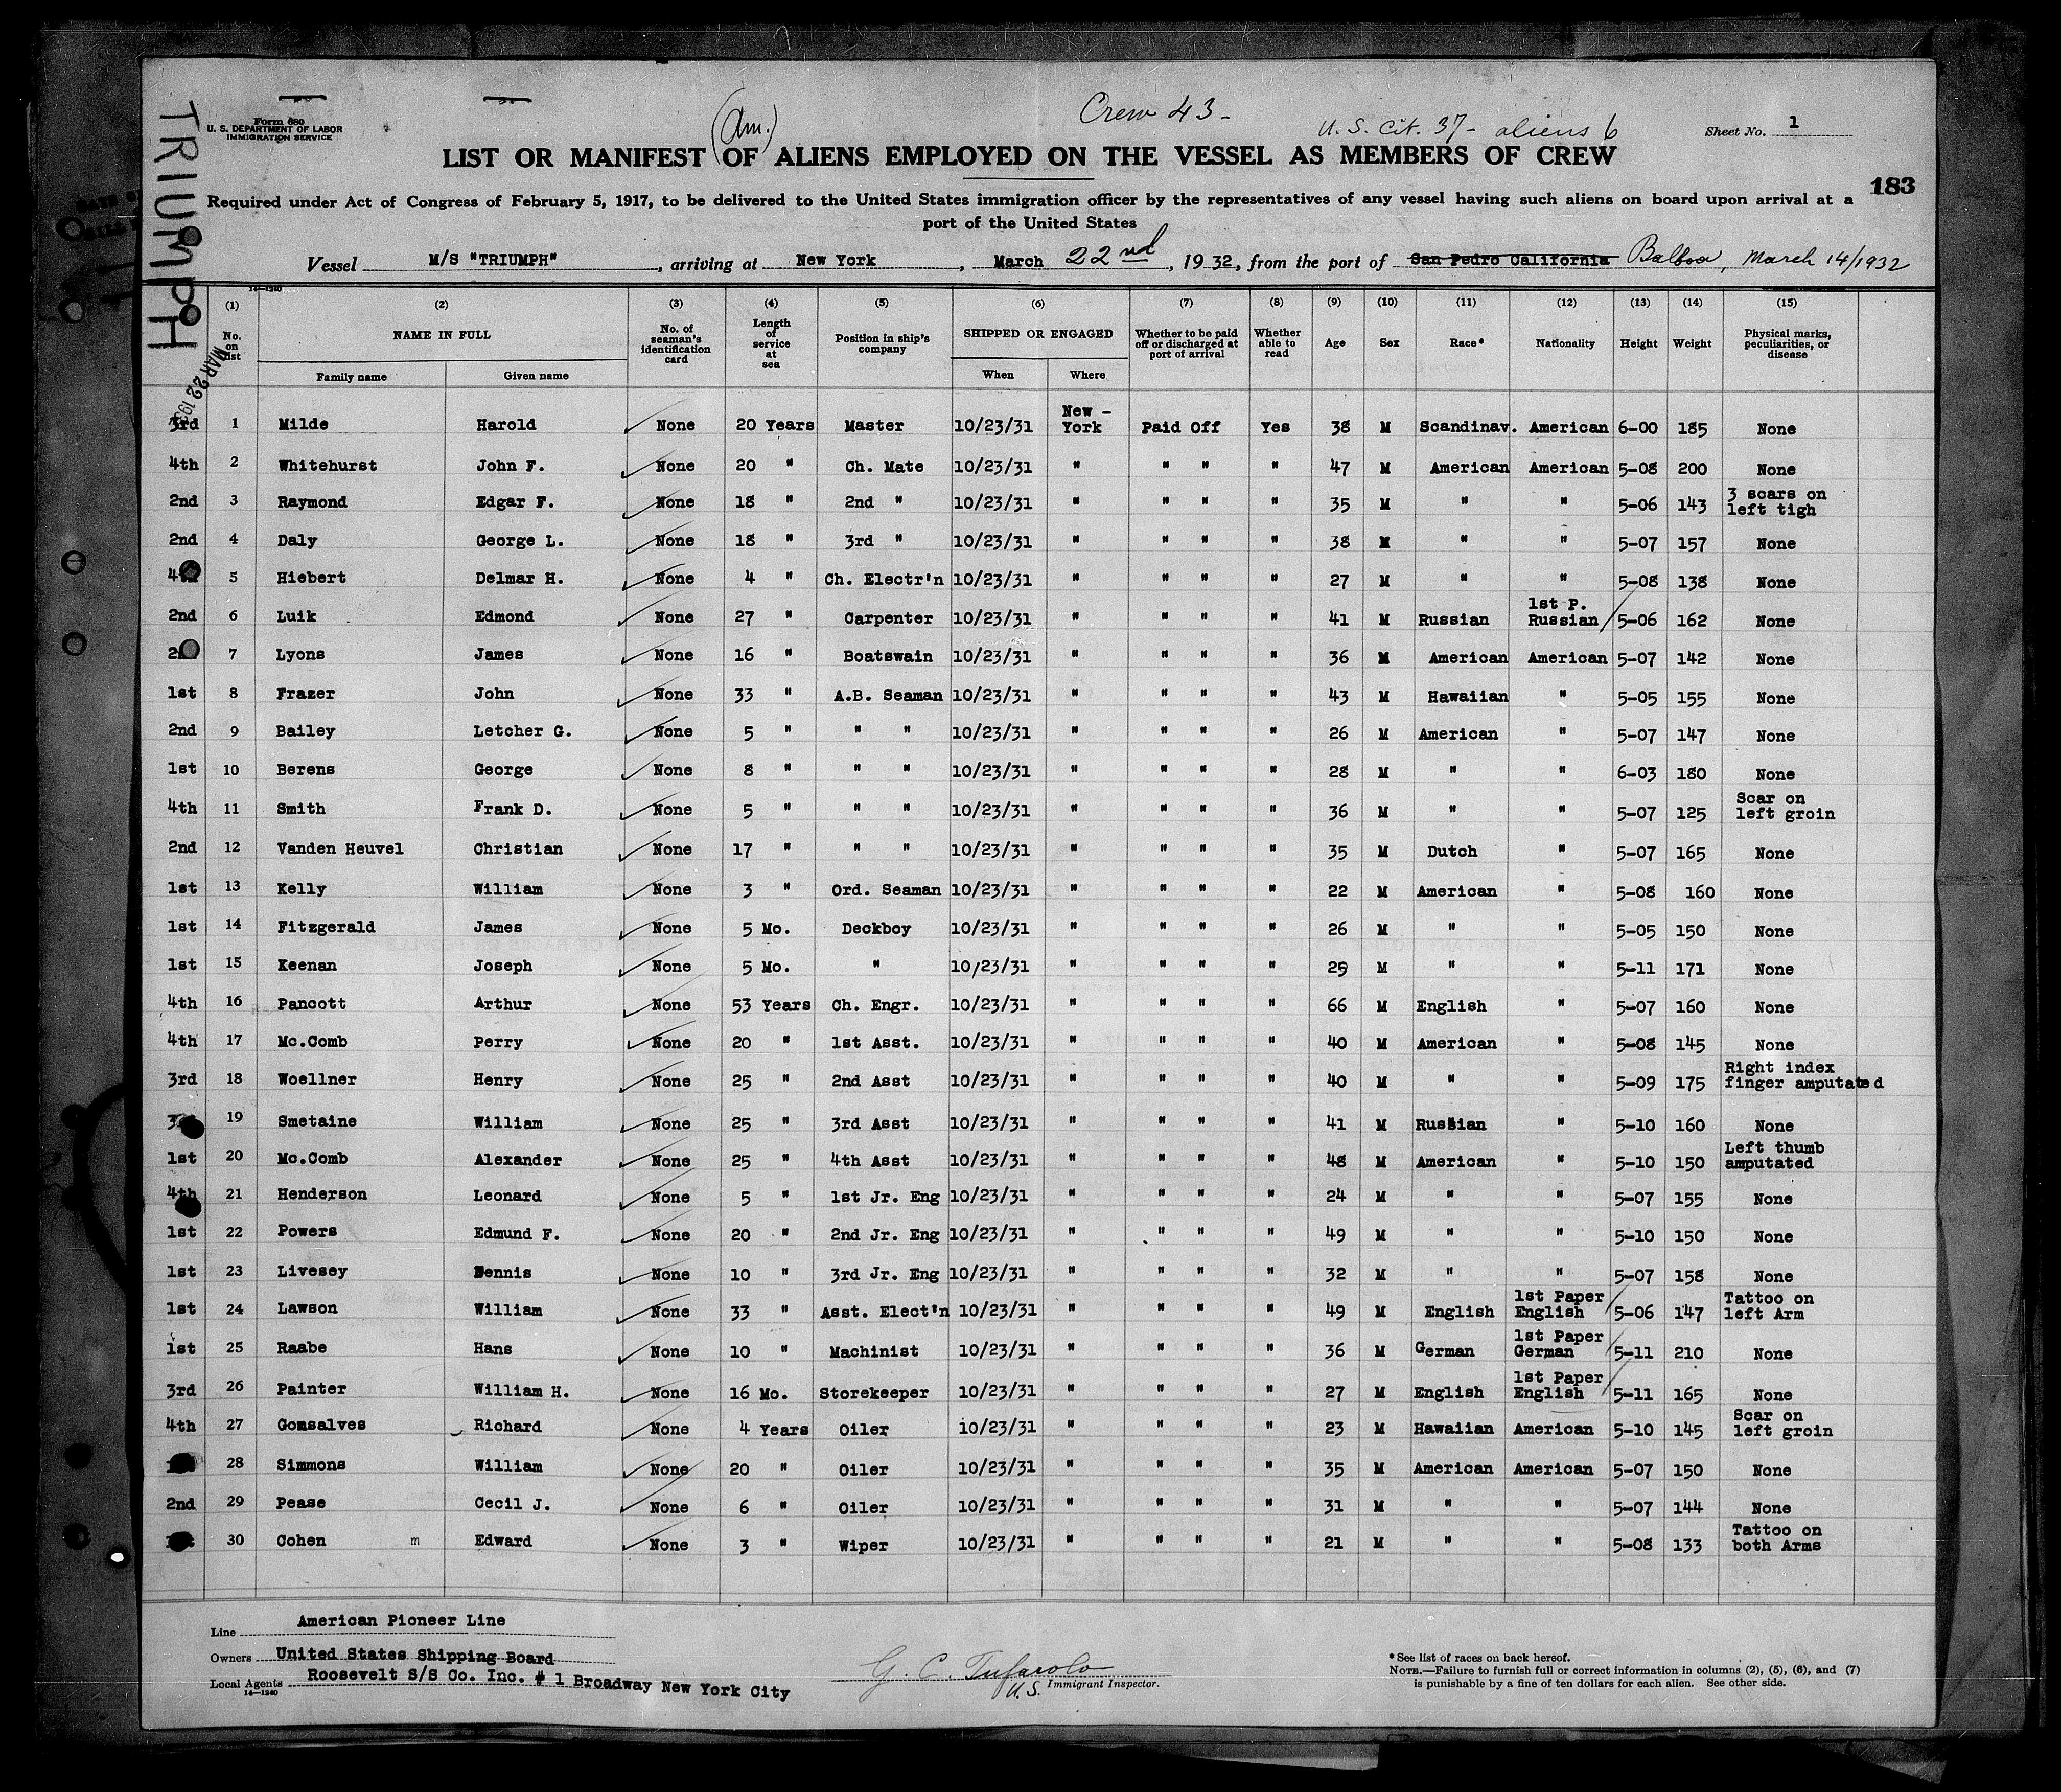 TRIUMPH
Form 680
U. S. DEPARTMENT OF LABOR
IMMIGRATION SERVICE
(Am.)
Crew 43 -
U. S. Cit. 37 - aliens 6
Sheet No. 1
LIST OR MANIFEST OF ALIENS EMPLOYED ON THE VESSEL AS MEMBERS OF CREW
183
Required under Act of Congress of February 5, 1917, to be delivered to the United States immigration officer by the representatives of any vessel having such aliens on board upon arrival at a
port of the United States
Vessel M/S "TRIUMPH", arriving at New York, March 22nd, 1932, from the port of San Pedro California Balboa, March 14/1932
14-1240
(1) (2) (3) (4) (5) (6) (7) (8) (9) (10) (11) (12) (13) (14) (15)
No. on list NAME IN FULL No. of seaman's identification card Length of service at sea Position in ship's company SHIPPED OR ENGAGED Whether to be paid off or discharged at port of arrival Whether able to read Age Sex Race* Nationality Height Weight Physical marks, peculiarities, or disease
Family name Given name When Where
MAR 22 193
3rd 1 Milde Harold None 20 Years Master 10/23/31 New - York Paid Off Yes 38 M Scandinav. American 6-00 185 None
4th 2 Whitehurst John F. None 20 " Ch. Mate 10/23/31 " " " " 47 M American American 5-08 200 None
2nd 3 Raymond Edgar F. None 18 " 2nd " 10/23/31 " " " " 35 M " " 5-06 143 3 scars on left tigh
2nd 4 Daly George L. None 18 " 3rd " 10/23/31 " " " " 38 M " " 5-07 157 None
4th 5 Hiebert Delmar H. None 4 " Ch. Electr'n 10/23/31 " " " " 27 M " " 5-08 138 None
2nd 6 Luik Edmond None 27 " Carpenter 10/23/31 " " " " 41 M Russian 1st P. Russian 5-06 162 None
7 Lyons James None 16 " Boatswain 10/23/31 " " " " 36 M American American 5-07 142 None
1st 8 Frazer John None 33 " A.B. Seaman 10/23/31 " " " " 43 M Hawaiian " 5-05 155 None
2nd 9 Bailey Letcher G. None 5 " " " 10/23/31 " " " " 26 M American " 5-07 147 None
1st 10 Berens George None 8 " " " 10/23/31 " " " " 28 M " " 6-03 180 None
4th 11 Smith Frank D. None 5 " " " 10/23/31 " " " " 36 M " " 5-07 125 Scar on left groin
2nd 12 Vanden Heuvel Christian None 17 " " " 10/23/31 " " " " 35 M Dutch " 5-07 165 None
1st 13 Kelly William None 3 " Ord. Seaman 10/23/31 " " " " 22 M American " 5-08 160 None
1st 14 Fitzgerald James None 5 Mo. Deckboy 10/23/31 " " " " 26 M " " 5-05 150 None
1st 15 Keenan Joseph None 5 Mo. " 10/23/31 " " " " 25 M " " 5-11 171 None
4th 16 Pancott Arthur None 53 Years Ch. Engr. 10/23/31 " " " " 66 M English " 5-07 160 None
4th 17 Mc.Comb Perry None 20 " 1st Asst. 10/23/31 " " " " 40 M American " 5-08 145 None
3rd 18 Woellner Henry None 25 " 2nd Asst 10/23/31 " " " " 40 M " " 5-09 175 Right index finger amputated
19 Smetaine William None 25 " 3rd Asst 10/23/31 " " " " 41 M Russian " 5-10 160 None
1st 20 Mc.Comb Alexander None 25 " 4th Asst 10/23/31 " " " " 48 M American " 5-10 150 Left thumb amputated
4th 21 Henderson Leonard None 5 " 1st Jr. Eng 10/23/31 " " " " 24 M " " 5-07 155 None
1st 22 Powers Edmund F. None 20 " 2nd Jr. Eng 10/23/31 " " " " 49 M " " 5-10 150 None
1st 23 Livesey Dennis None 10 " 3rd Jr. Eng 10/23/31 " " " " 32 M " " 5-07 158 None
1st 24 Lawson William None 33 " Asst. Elect'n 10/23/31 " " " " 49 M English 1st Paper English 5-06 147 Tattoo on left Arm
1st 25 Raabe Hans None 10 " Machinist 10/23/31 " " " " 36 M German 1st Paper German 5-11 210 None
3rd 26 Painter William H. None 16 Mo. Storekeeper 10/23/31 " " " " 27 M English 1st Paper English 5-11 165 None
4th 27 Gonsalves Richard None 4 Years Oiler 10/23/31 " " " " 23 M Hawaiian American 5-10 145 Scar on left groin
28 Simmons William None 20 " Oiler 10/23/31 " " " " 35 M American American 5-07 150 None
2nd 29 Pease Cecil J. None 6 " Oiler 10/23/31 " " " " 31 M " " 5-07 144 None
30 Cohen m Edward None 3 " Wiper 10/23/31 " " " " 21 M " " 5-08 133 Tattoo on both Arms
Line American Pioneer Line
Owners United States Shipping Board
Local Agents Roosevelt S/S Co. Inc. # 1 Broadway New York City
14-1240
G. C. Tufarolo
U.S. Immigrant Inspector.
* See list of races on back hereof.
NOTE.—Failure to furnish full or correct information in columns (2), (5), (6), and (7)
is punishable by a fine of ten dollars for each alien. See other side.